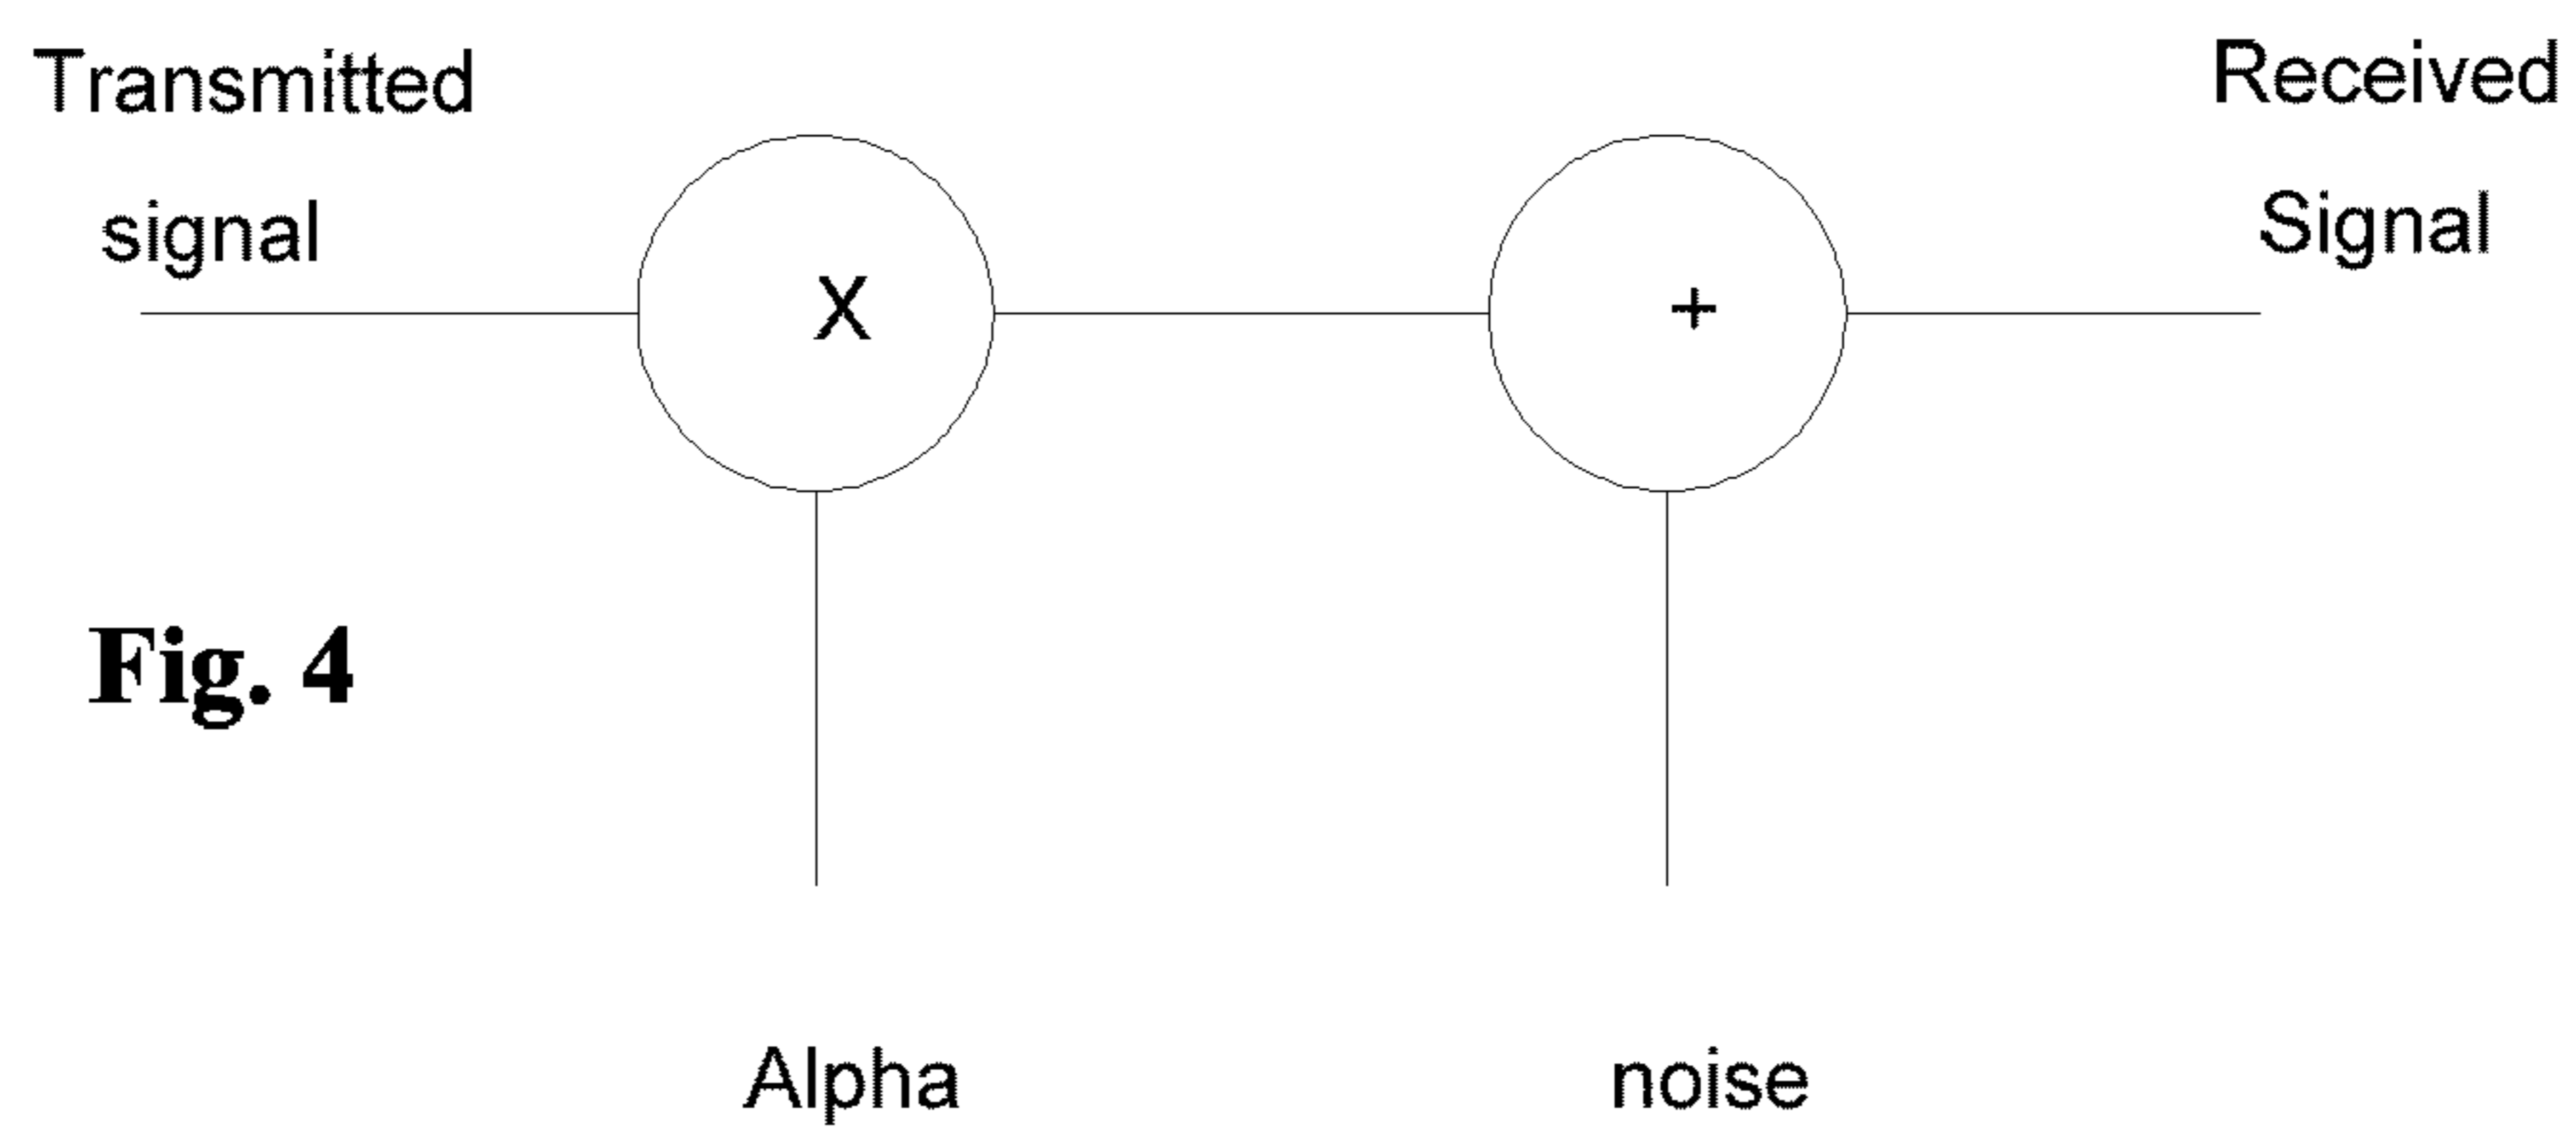 Transmitted
signal
Received
Signal
X
+
Fig. 4
Alpha
noise